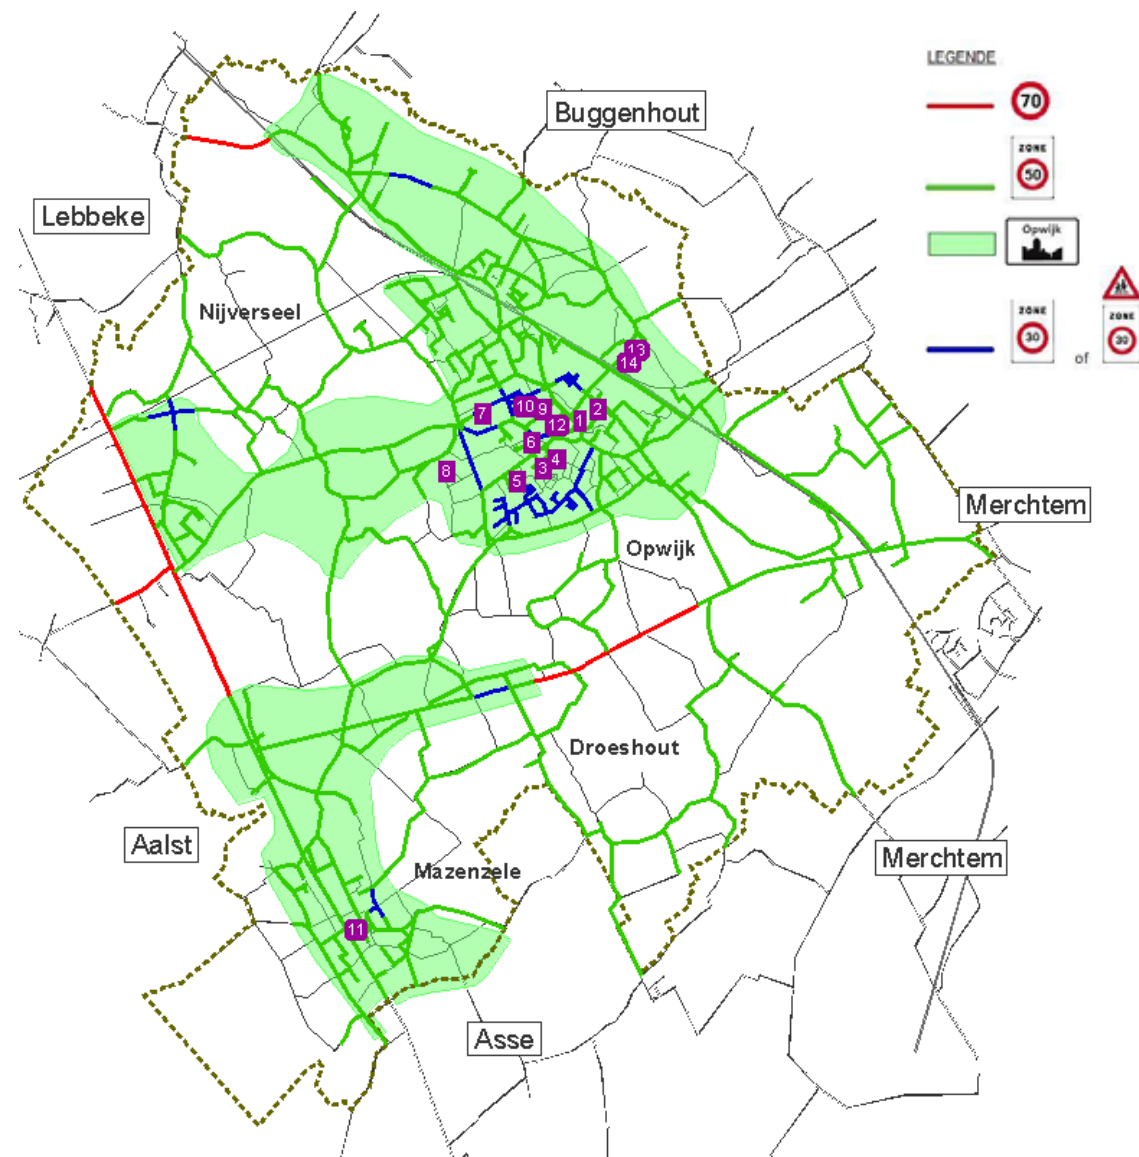 LEGENDE
70
ZONE
50
Opwijk
ZONE
30
of
ZONE
30
Buggenhout
Lebbeke
Nijverseel
13
14
7
10
9
2
12
1
6
8
4
3
5
Merchtem
Opwijk
Droeshout
Aalst
Mazenzele
Merchtem
11
Asse